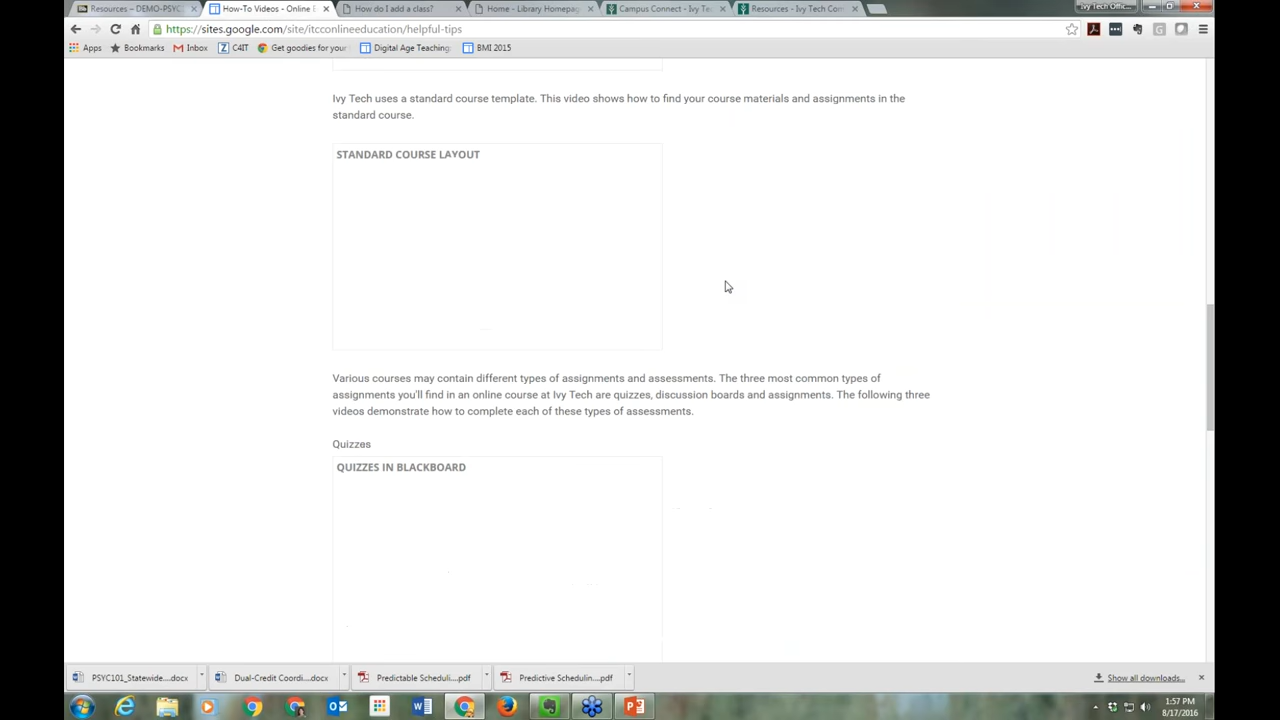 Resources – DEMO-PSYC
How-To Videos - Online E
How do I add a class?
Home - Library Homepag
Campus Connect - Ivy Te
Resources - Ivy Tech Com
Ivy Tech Offic...
https://sites.google.com/site/itcconlineeducation/helpful-tips
Apps
Bookmarks
Inbox
C4IT
Get goodies for your
Digital Age Teaching
BMI 2015
Ivy Tech uses a standard course template. This video shows how to find your course materials and assignments in the
standard course.
STANDARD COURSE LAYOUT
Various courses may contain different types of assignments and assessments. The three most common types of
assignments you'll find in an online course at Ivy Tech are quizzes, discussion boards and assignments. The following three
videos demonstrate how to complete each of these types of assessments.
Quizzes
QUIZZES IN BLACKBOARD
PSYC101_Statewide....docx
Dual-Credit Coordi....docx
Predictable Scheduli....pdf
Predictive Schedulin....pdf
Show all downloads...
1:57 PM
8/17/2016